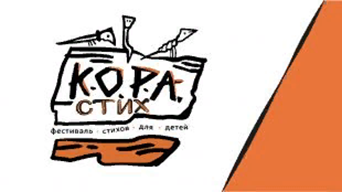 К.О.Р.А.
СТИХ
фестиваль · стихов · для · детей